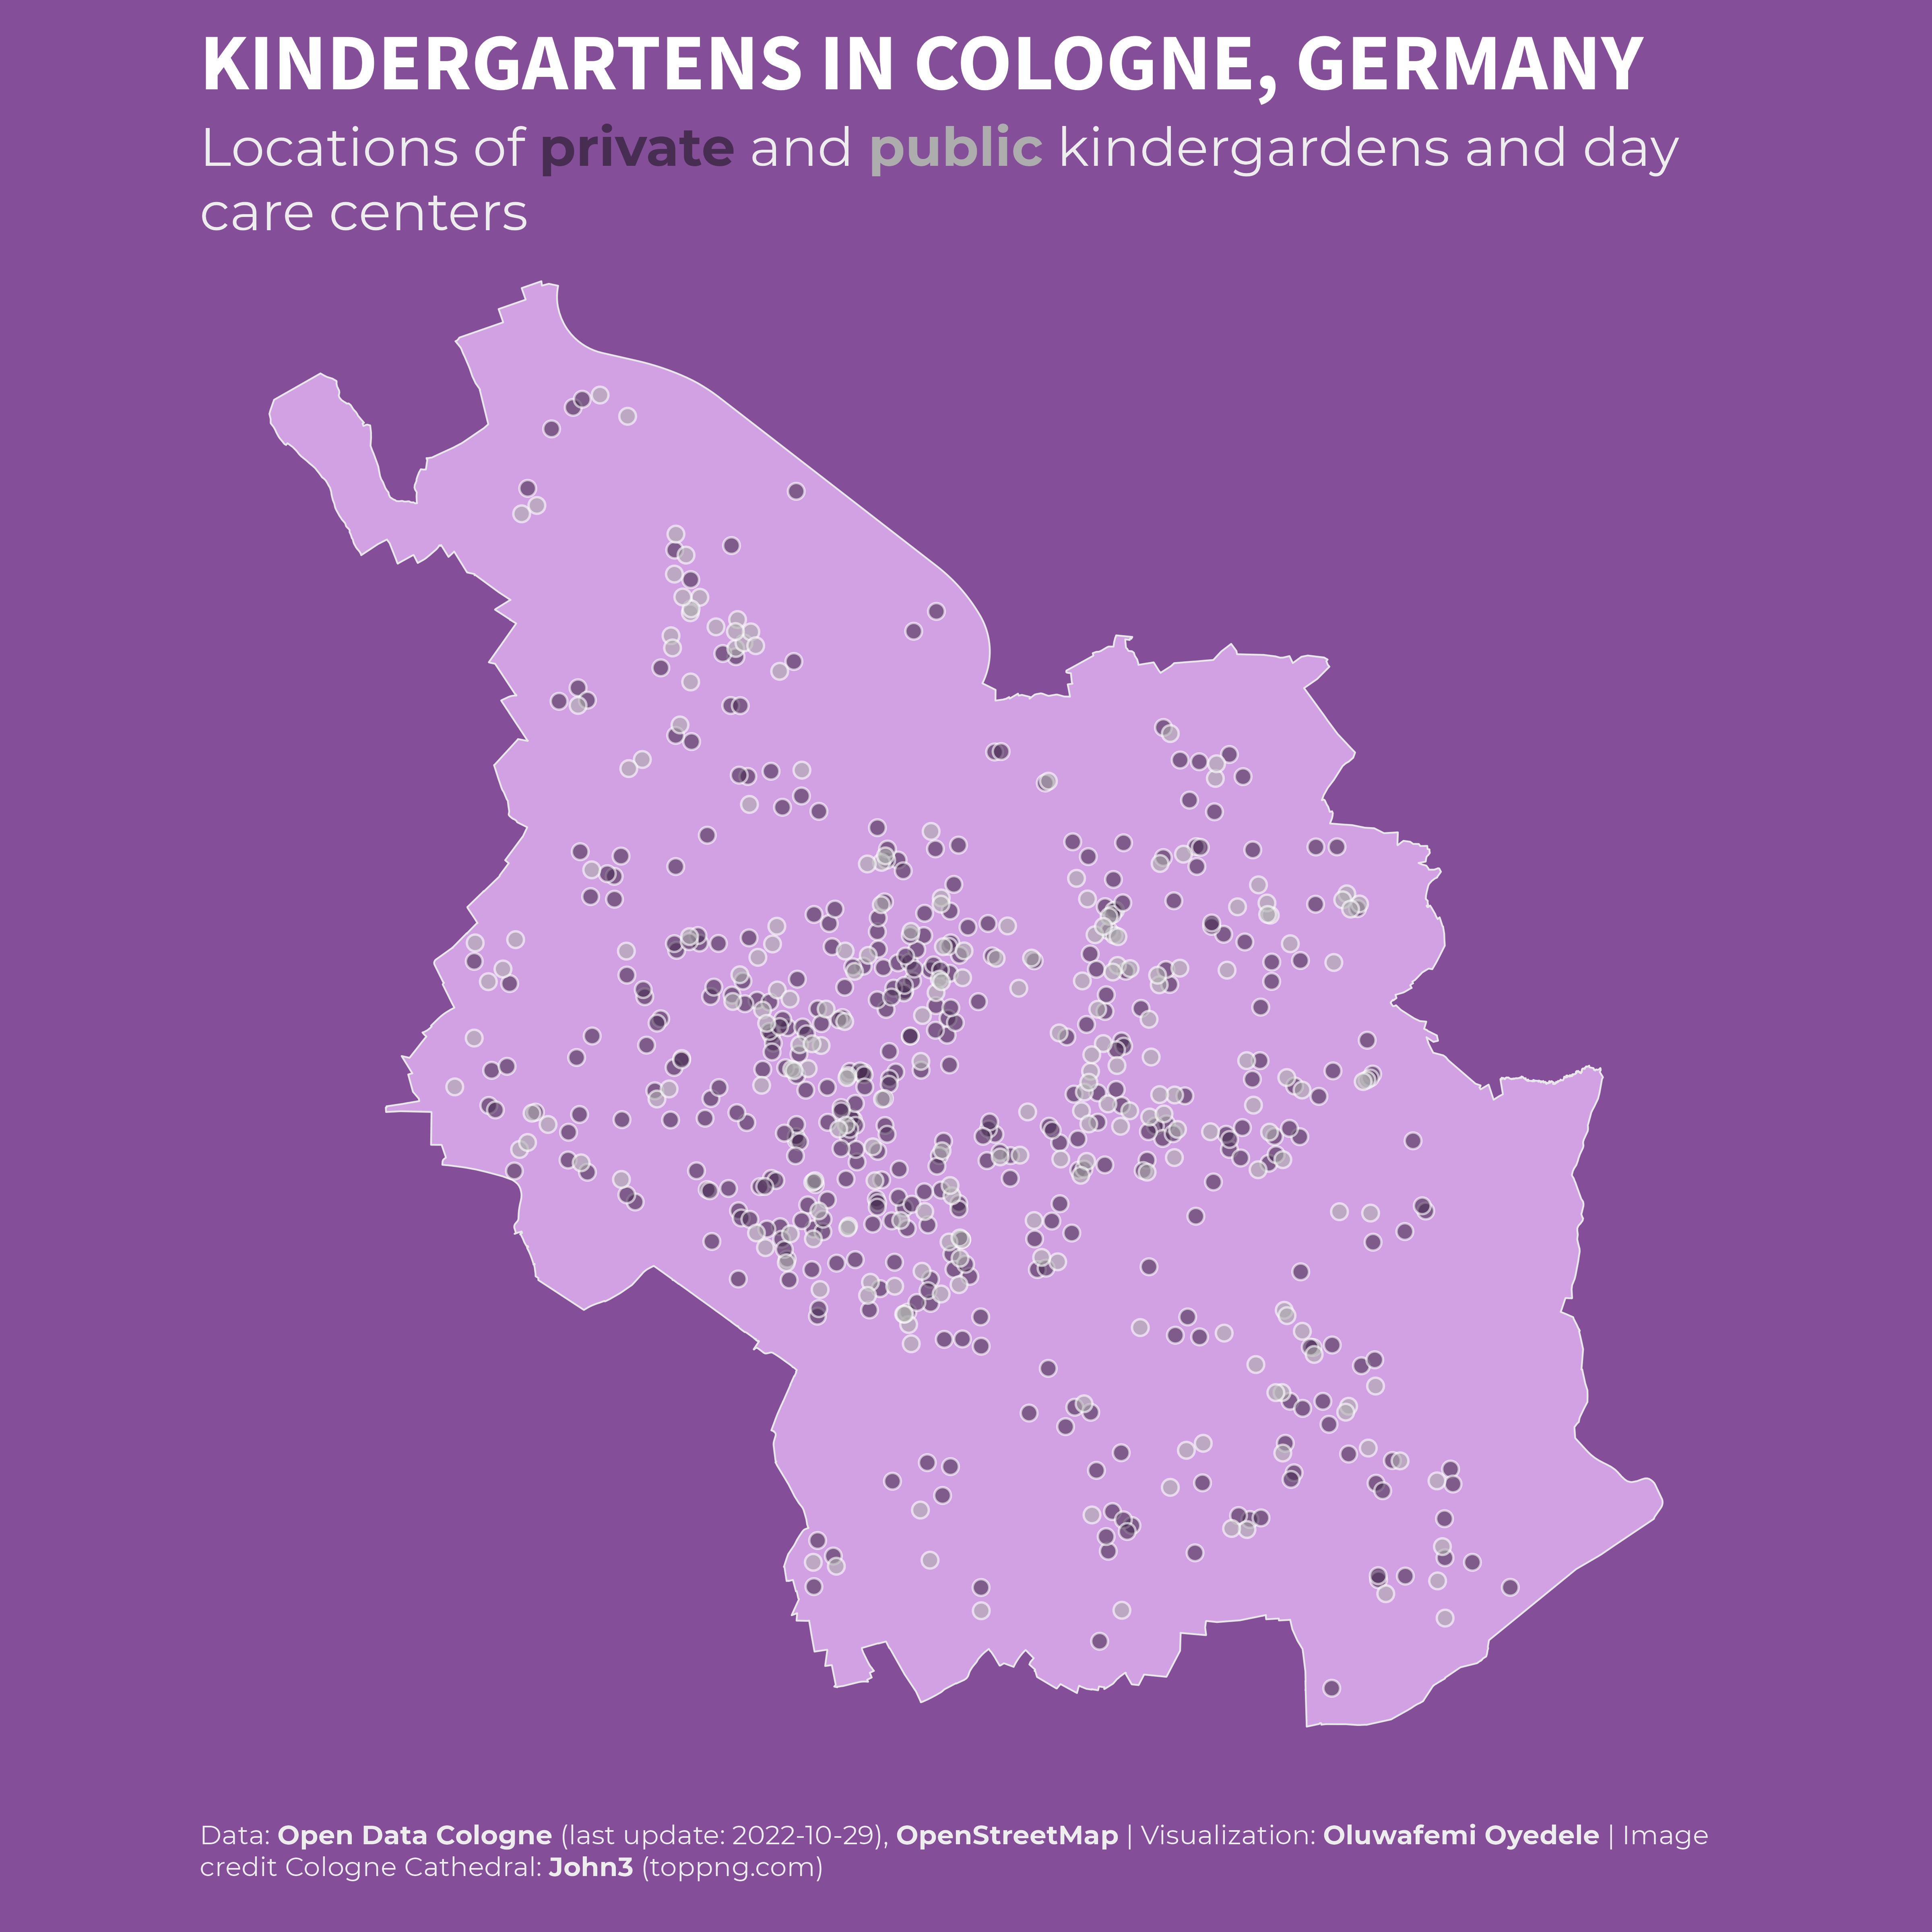 KINDERGARTENS IN COLOGNE, GERMANY
Locations of private and public kindergardens and day
care centers
Data: Open Data Cologne (last update: 2022-10-29), OpenStreetMap | Visualization: Oluwafemi Oyedele | Image
credit Cologne Cathedral: John3 (toppng.com)